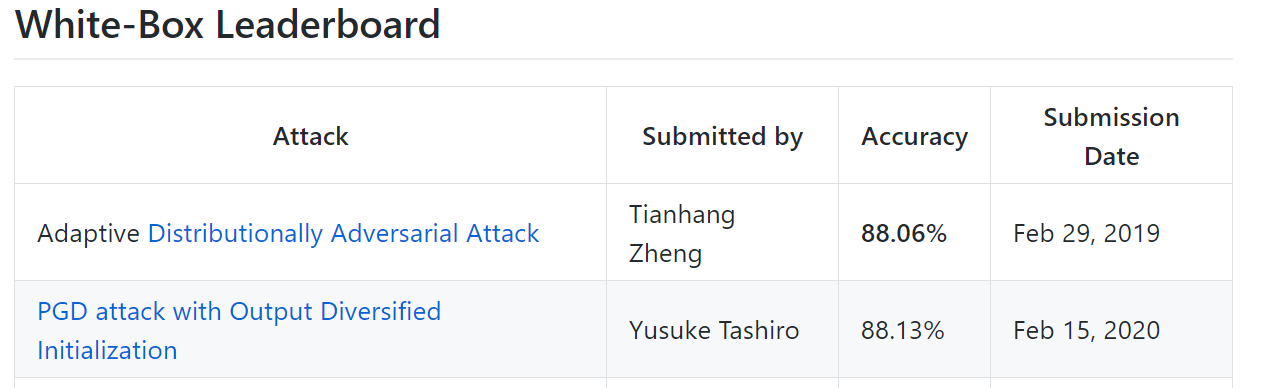 White-Box Leaderboard
Attack
Submitted by
Accuracy
Submission
Date
Adaptive Distributionally Adversarial Attack
Tianhang
Zheng
88.06%
Feb 29, 2019
PGD attack with Output Diversified
Initialization
Yusuke Tashiro
88.13%
Feb 15, 2020